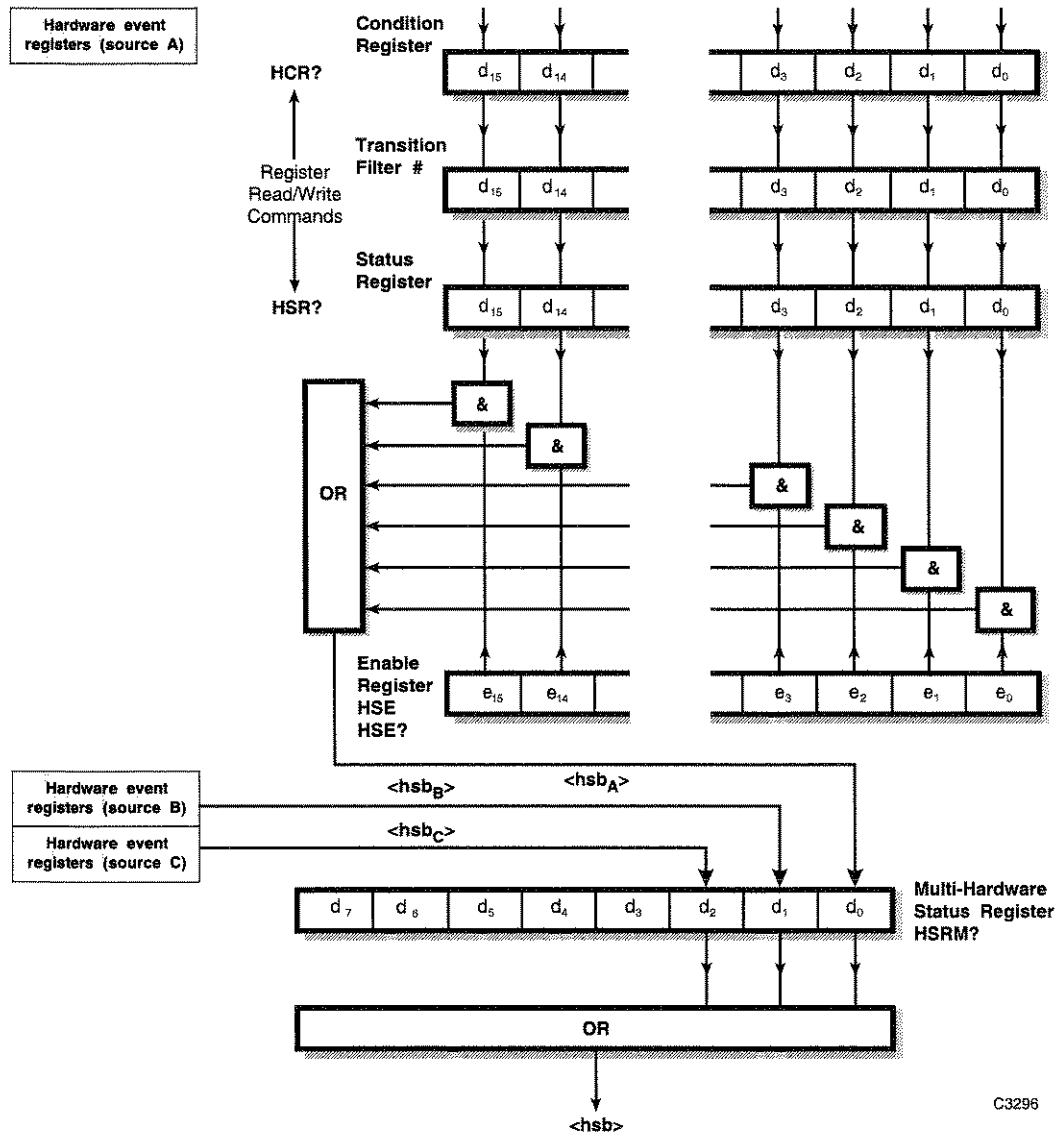 Hardware event
registers (source A)
Condition
Register
HCR?
d₁₅ d₁₄ d₃ d₂ d₁ d₀
Transition
Filter #
Register
Read/Write
Commands
d₁₅ d₁₄ d₃ d₂ d₁ d₀
Status
Register
HSR?
d₁₅ d₁₄ d₃ d₂ d₁ d₀
&
&
OR
&
&
&
&
Enable
Register
HSE
HSE?
e₁₅ e₁₄ e₃ e₂ e₁ e₀
<hsb_A>
Hardware event
registers (source B)
<hsb_B>
Hardware event
registers (source C)
<hsb_C>
d₇ d₆ d₅ d₄ d₃ d₂ d₁ d₀
Multi-Hardware
Status Register
HSRM?
OR
<hsb>
C3296